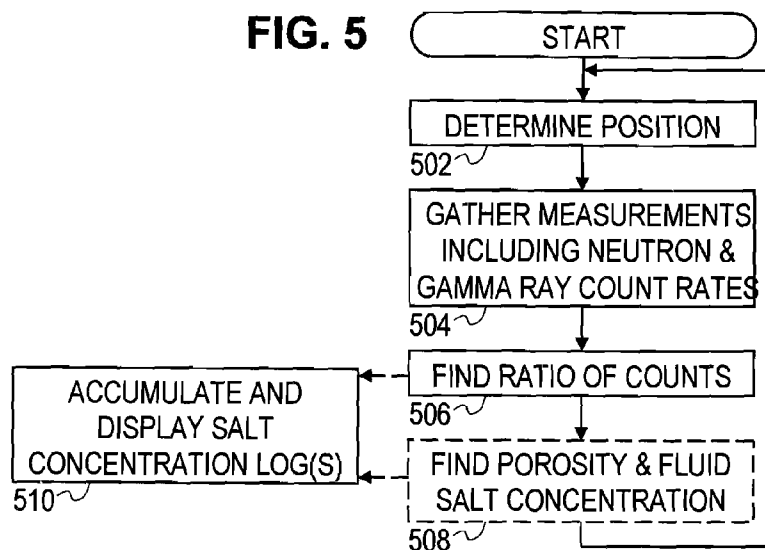 FIG. 5
START
DETERMINE POSITION
502
GATHER MEASUREMENTS
INCLUDING NEUTRON &
GAMMA RAY COUNT RATES
504
FIND RATIO OF COUNTS
506
ACCUMULATE AND
DISPLAY SALT
CONCENTRATION LOG(S)
510
FIND POROSITY & FLUID
SALT CONCENTRATION
508